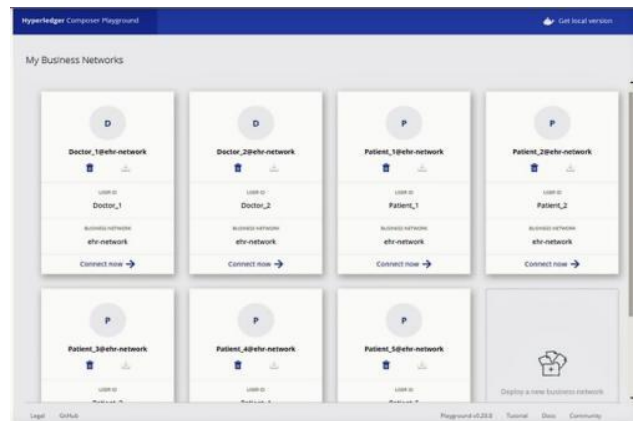 Hyperledger Composer Playground
Get local version
My Business Networks
D
Doctor_1@ehr-network
USER ID
Doctor_1
BUSINESS NETWORK
ehr-network
Connect now
D
Doctor_2@ehr-network
USER ID
Doctor_2
BUSINESS NETWORK
ehr-network
Connect now
P
Patient_1@ehr-network
USER ID
Patient_1
BUSINESS NETWORK
ehr-network
Connect now
P
Patient_2@ehr-network
USER ID
Patient_2
BUSINESS NETWORK
ehr-network
Connect now
P
Patient_3@ehr-network
USER ID
P
Patient_4@ehr-network
USER ID
P
Patient_5@ehr-network
USER ID
Deploy a new business network
Legal
GitHub
Tutorial
Docs
Community